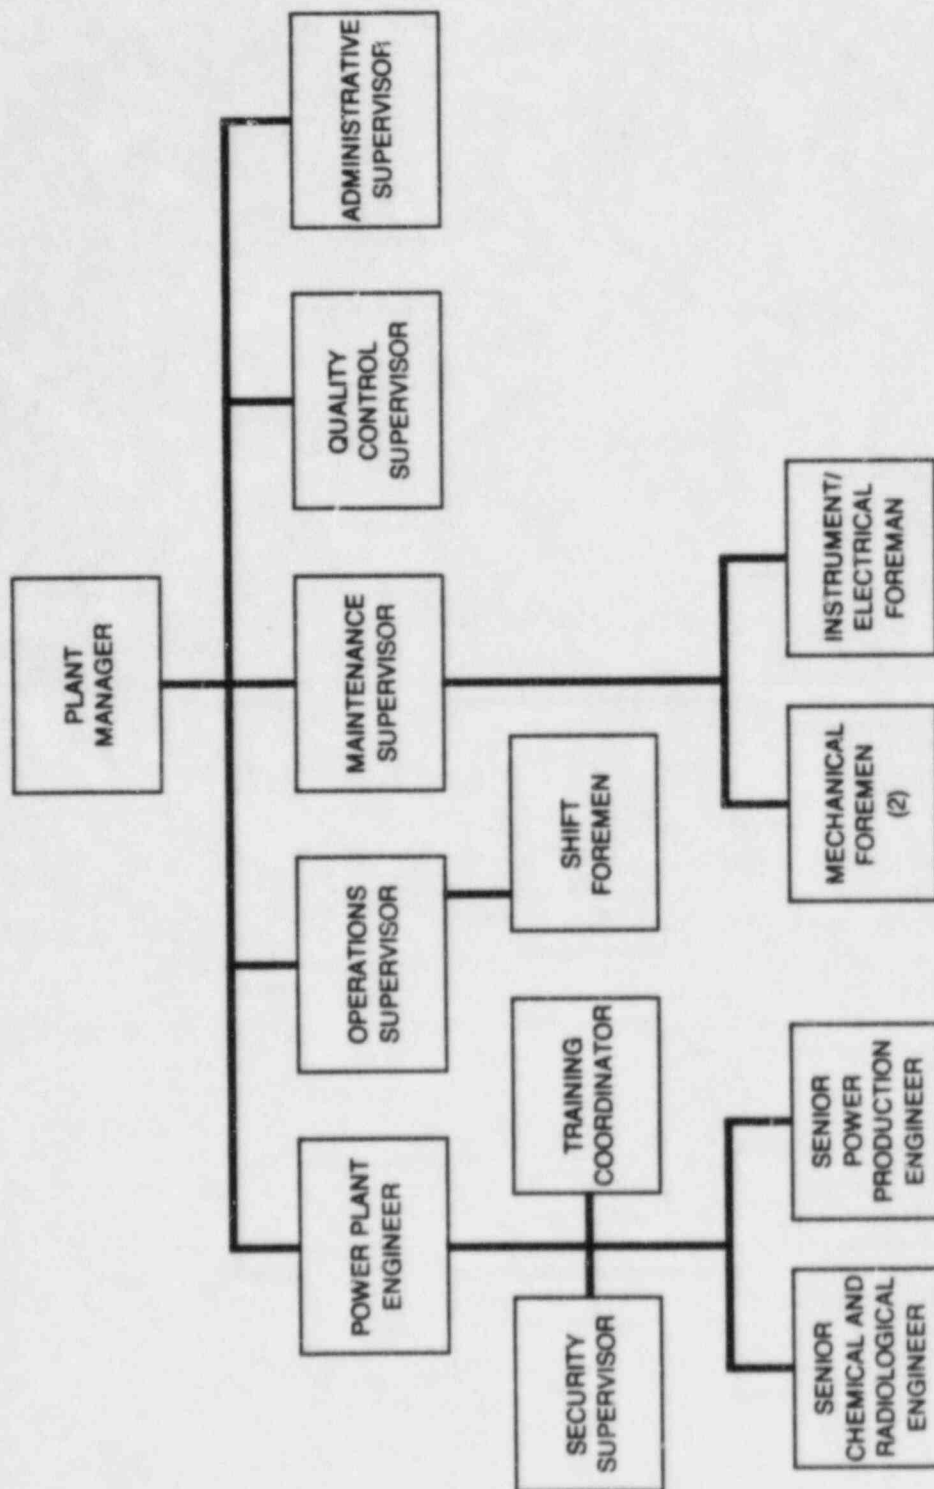 PLANT
MANAGER
POWER PLANT
ENGINEER
OPERATIONS
SUPERVISOR
MAINTENANCE
SUPERVISOR
QUALITY
CONTROL
SUPERVISOR
ADMINISTRATIVE
SUPERVISOR
SECURITY
SUPERVISOR
TRAINING
COORDINATOR
SHIFT
FOREMEN
SENIOR
CHEMICAL AND
RADIOLOGICAL
ENGINEER
SENIOR
POWER
PRODUCTION
ENGINEER
MECHANICAL
FOREMEN
(2)
INSTRUMENT/
ELECTRICAL
FOREMAN